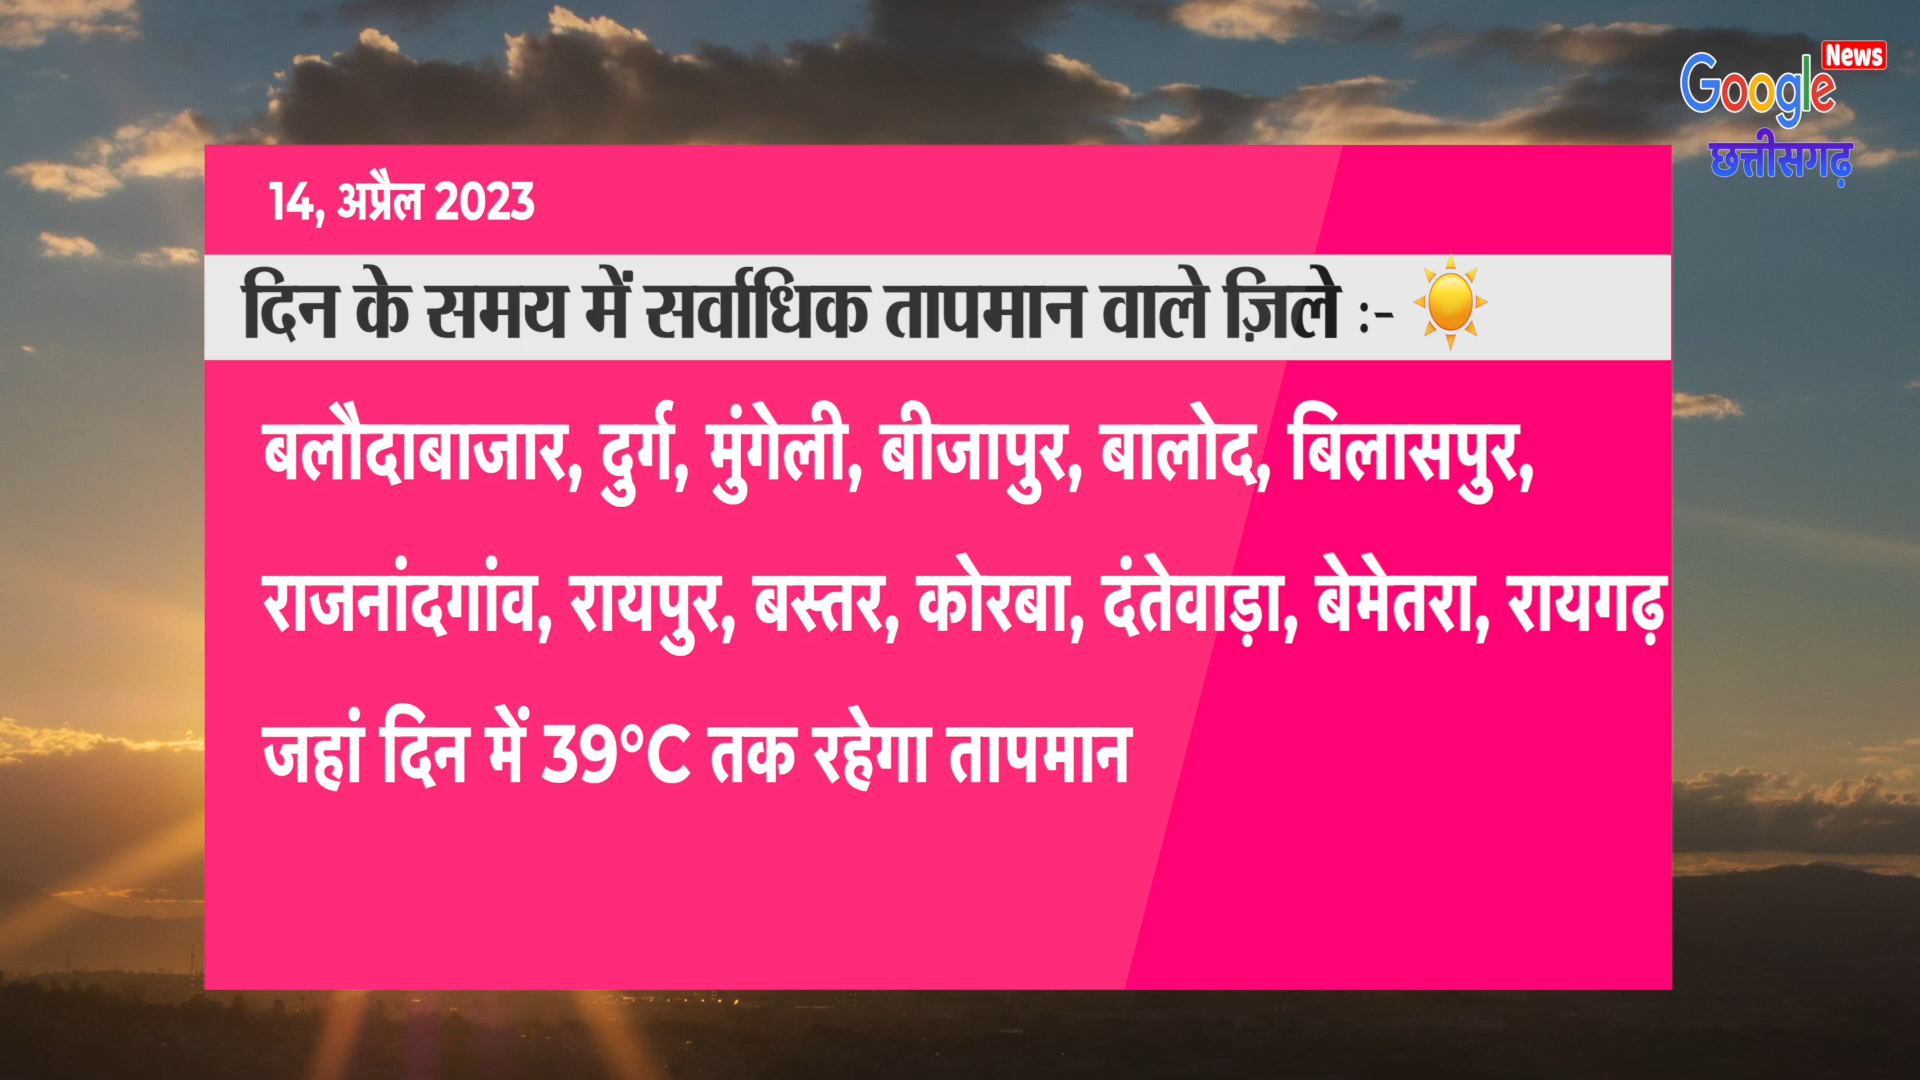 Google News
छत्तीसगढ़
14, अप्रैल 2023
दिन के समय में सर्वाधिक तापमान वाले ज़िले :-
बलौदाबाजार, दुर्ग, मुंगेली, बीजापुर, बालोद, बिलासपुर,
राजनांदगांव, रायपुर, बस्तर, कोरबा, दंतेवाड़ा, बेमेतरा, रायगढ़
जहां दिन में 39°C तक रहेगा तापमान